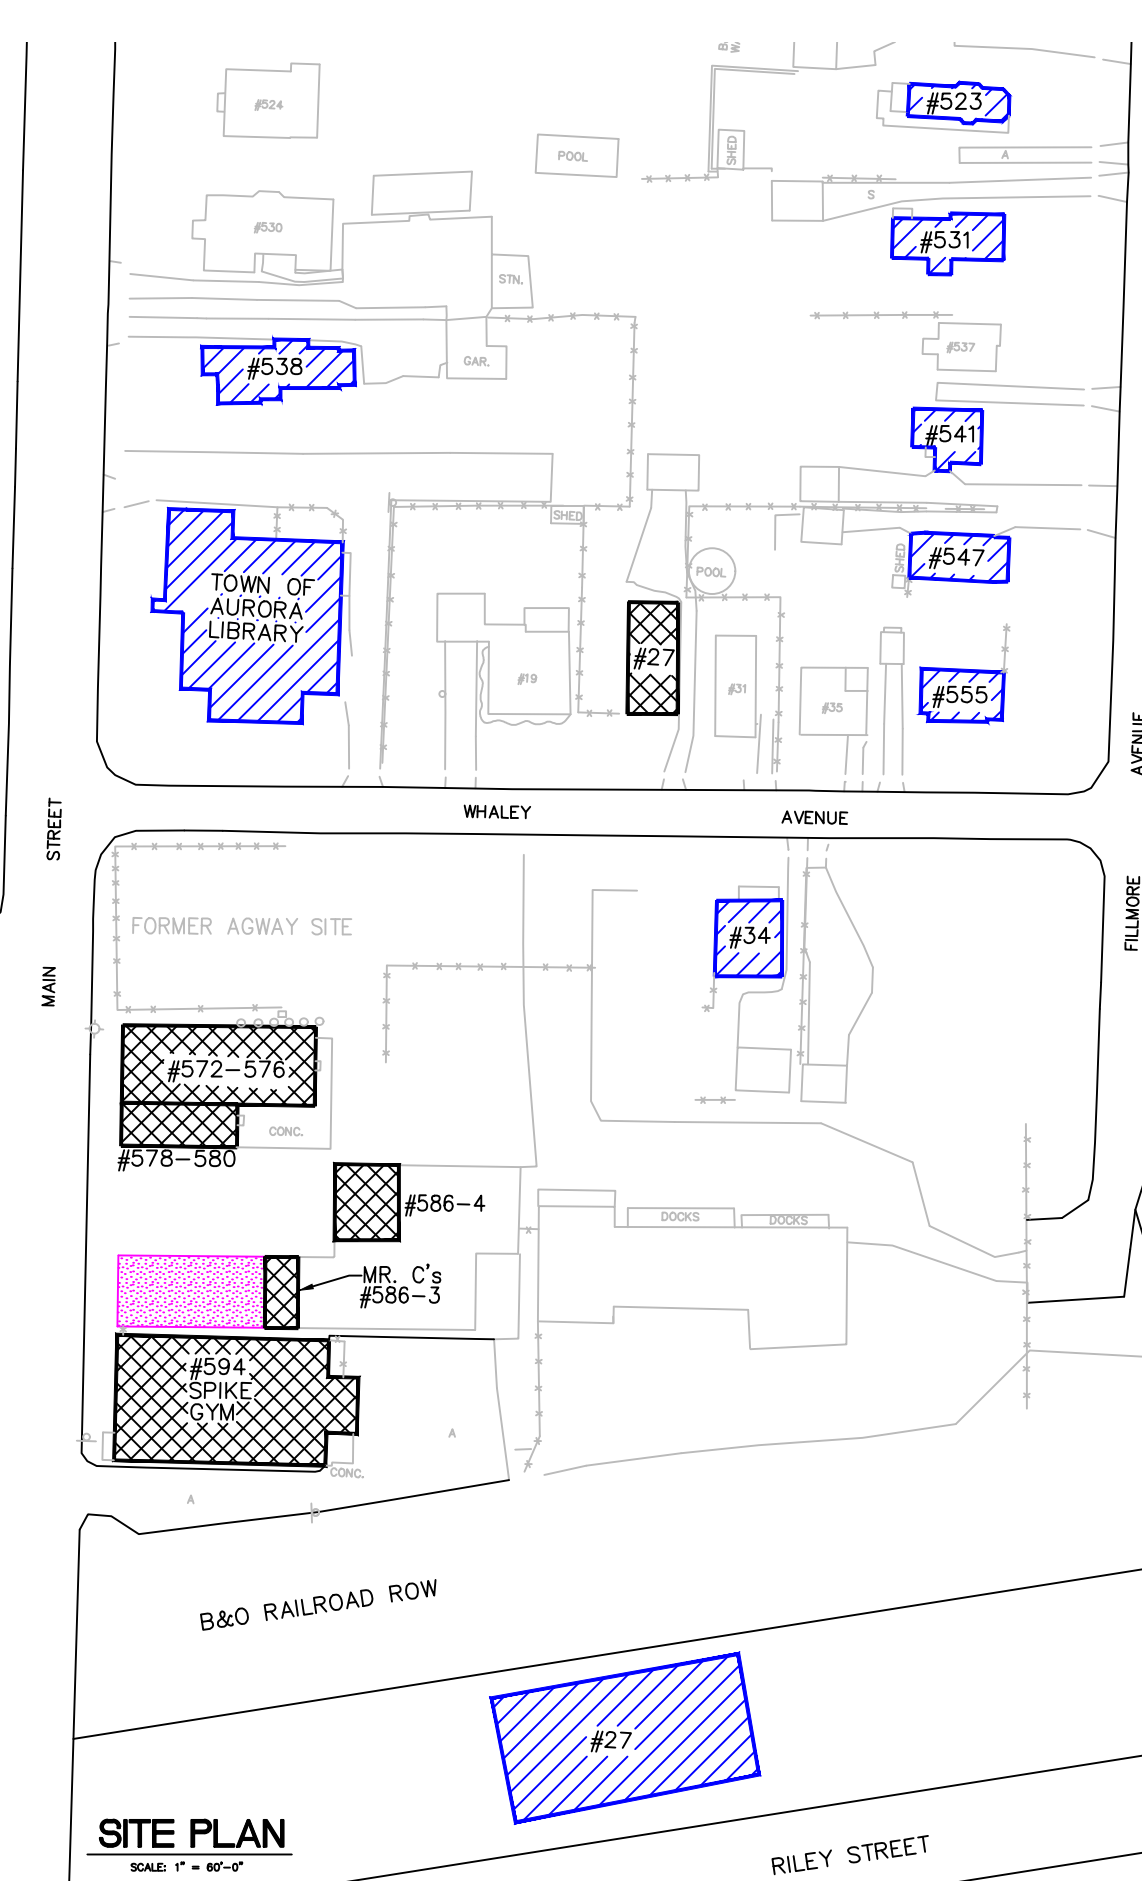 #524
#523
POOL
SHED
A
S
#530
#531
STN.
#537
GAR.
#538
#541
SHED
TOWN OF
AURORA
LIBRARY
POOL
SHED
#547
#27
#19
#31
#35
#555
AVENUE
WHALEY
AVENUE
STREET
FILLMORE
FORMER AGWAY SITE
#34
MAIN
#572-576
CONC.
#578-580
#586-4
DOCKS
DOCKS
MR. C's
#586-3
#594
SPIKE
GYM
A
CONC.
A
B&O RAILROAD ROW
#27
SITE PLAN
SCALE: 1" = 60'-0"
RILEY STREET